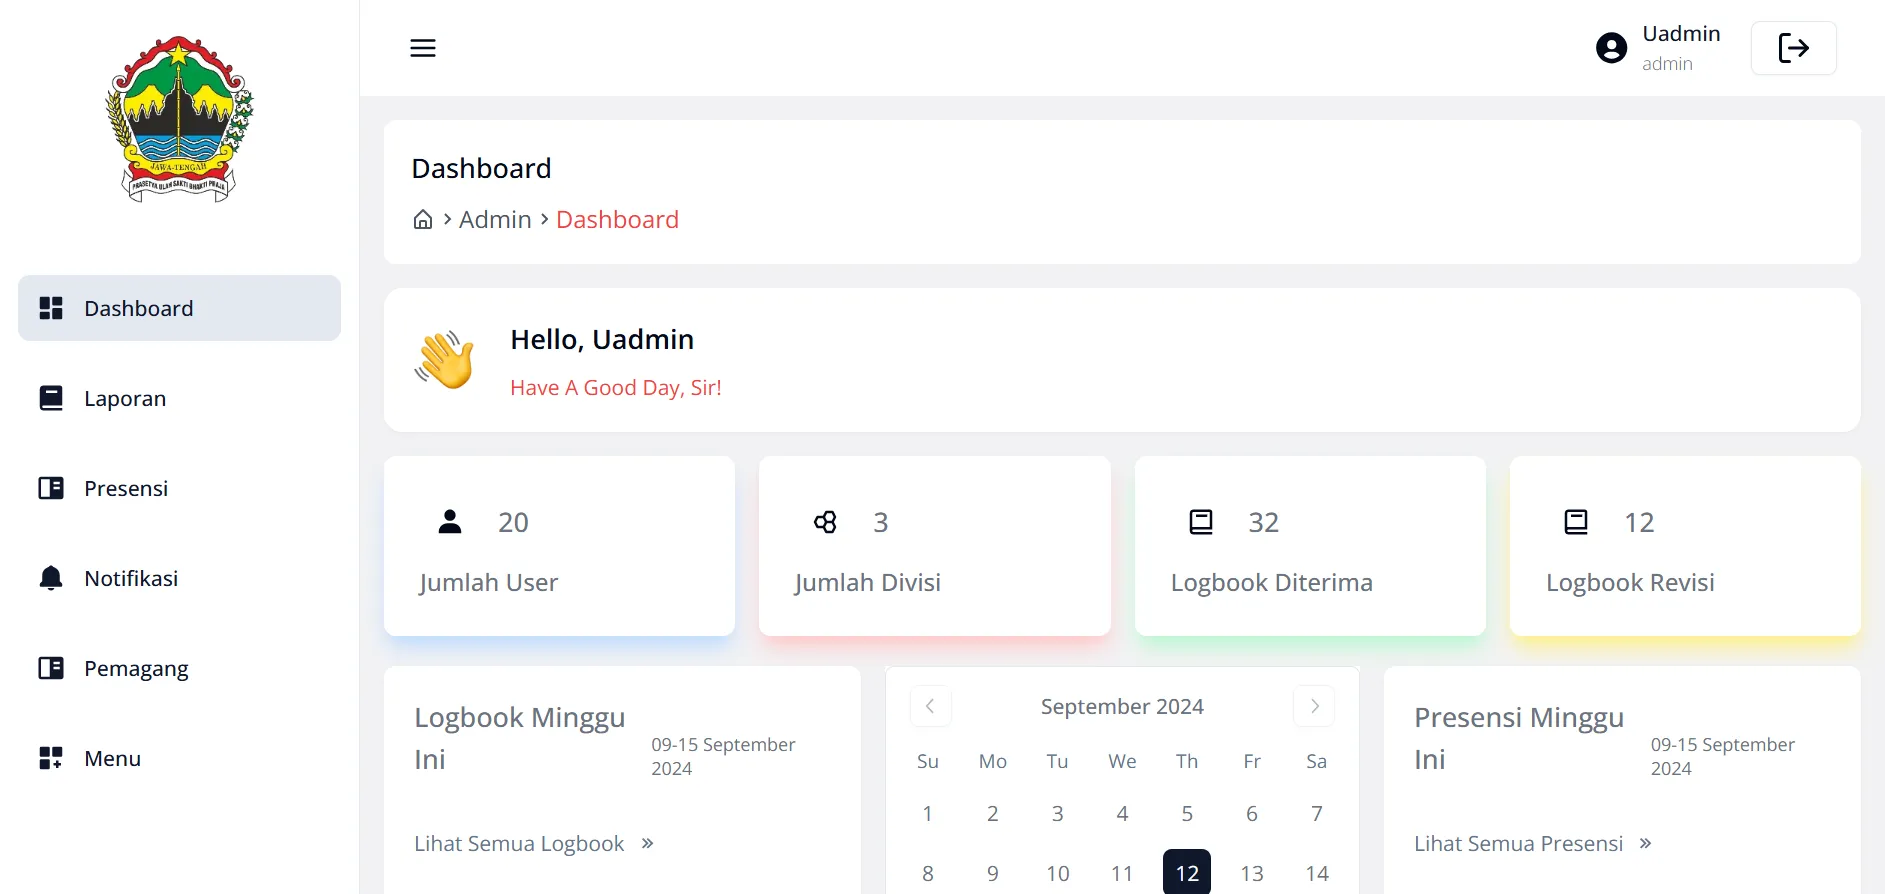 JAWA-TENGAH
PRASETYA ULAH SAKTI BHAKTI PRAJA
Dashboard
Laporan
Presensi
Notifikasi
Pemagang
Menu
Uadmin
admin
Dashboard
Admin
Dashboard
Hello, Uadmin
Have A Good Day, Sir!
20
Jumlah User
3
Jumlah Divisi
32
Logbook Diterima
12
Logbook Revisi
Logbook Minggu
Ini
09-15 September
2024
Lihat Semua Logbook »
September 2024
Su Mo Tu We Th Fr Sa
1 2 3 4 5 6 7
8 9 10 11 12 13 14
Presensi Minggu
Ini
09-15 September
2024
Lihat Semua Presensi »